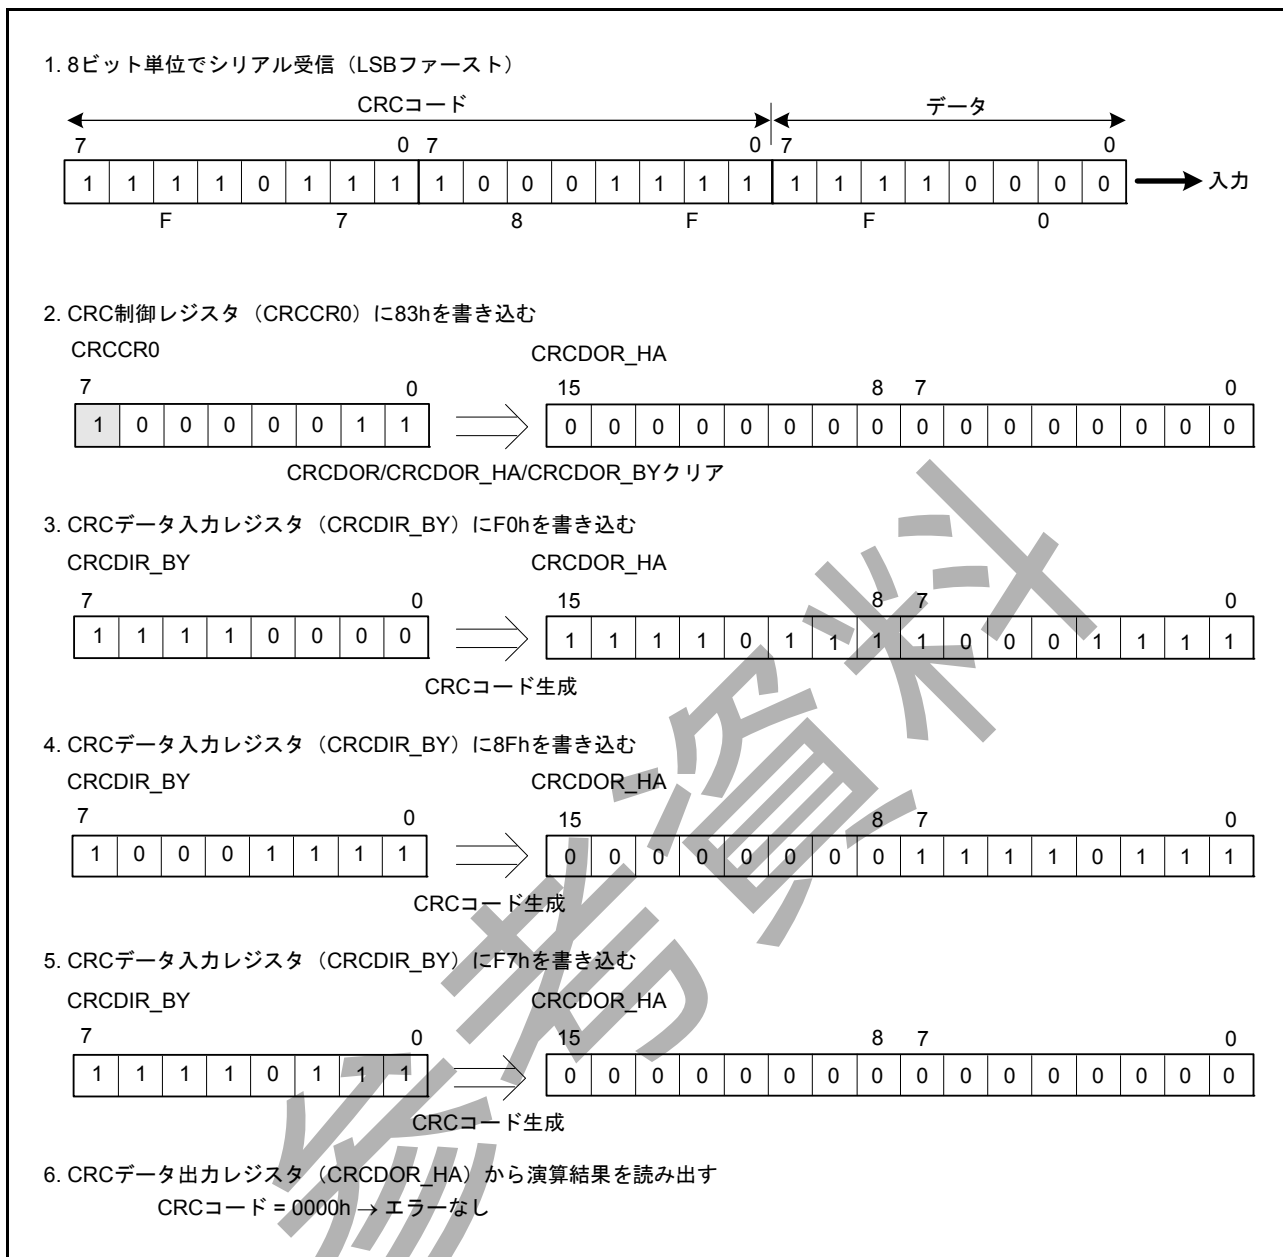 1. 8ビット単位でシリアル受信（LSBファースト）
CRCコード データ
7 0 7 0 7 0
1 1 1 1 0 1 1 1 1 0 0 0 1 1 1 1 1 1 1 1 0 0 0 0 入力
F 7 8 F F 0
2. CRC制御レジスタ（CRCCR0）に83hを書き込む
CRCCR0 CRCDOR_HA
7 0 15 8 7 0
1 0 0 0 0 0 1 1 0 0 0 0 0 0 0 0 0 0 0 0 0 0 0 0
CRCDOR/CRCDOR_HA/CRCDOR_BYクリア
3. CRCデータ入力レジスタ（CRCDIR_BY）にF0hを書き込む
CRCDIR_BY CRCDOR_HA
7 0 15 8 7 0
1 1 1 1 0 0 0 0 1 1 1 1 0 1 1 1 1 0 0 0 1 1 1 1
CRCコード生成
4. CRCデータ入力レジスタ（CRCDIR_BY）に8Fhを書き込む
CRCDIR_BY CRCDOR_HA
7 0 15 8 7 0
1 0 0 0 1 1 1 1 0 0 0 0 0 0 0 0 1 1 1 1 0 1 1 1
CRCコード生成
5. CRCデータ入力レジスタ（CRCDIR_BY）にF7hを書き込む
CRCDIR_BY CRCDOR_HA
7 0 15 8 7 0
1 1 1 1 0 1 1 1 0 0 0 0 0 0 0 0 0 0 0 0 0 0 0 0
CRCコード生成
6. CRCデータ出力レジスタ（CRCDOR_HA）から演算結果を読み出す
CRCコード = 0000h → エラーなし
参考資料